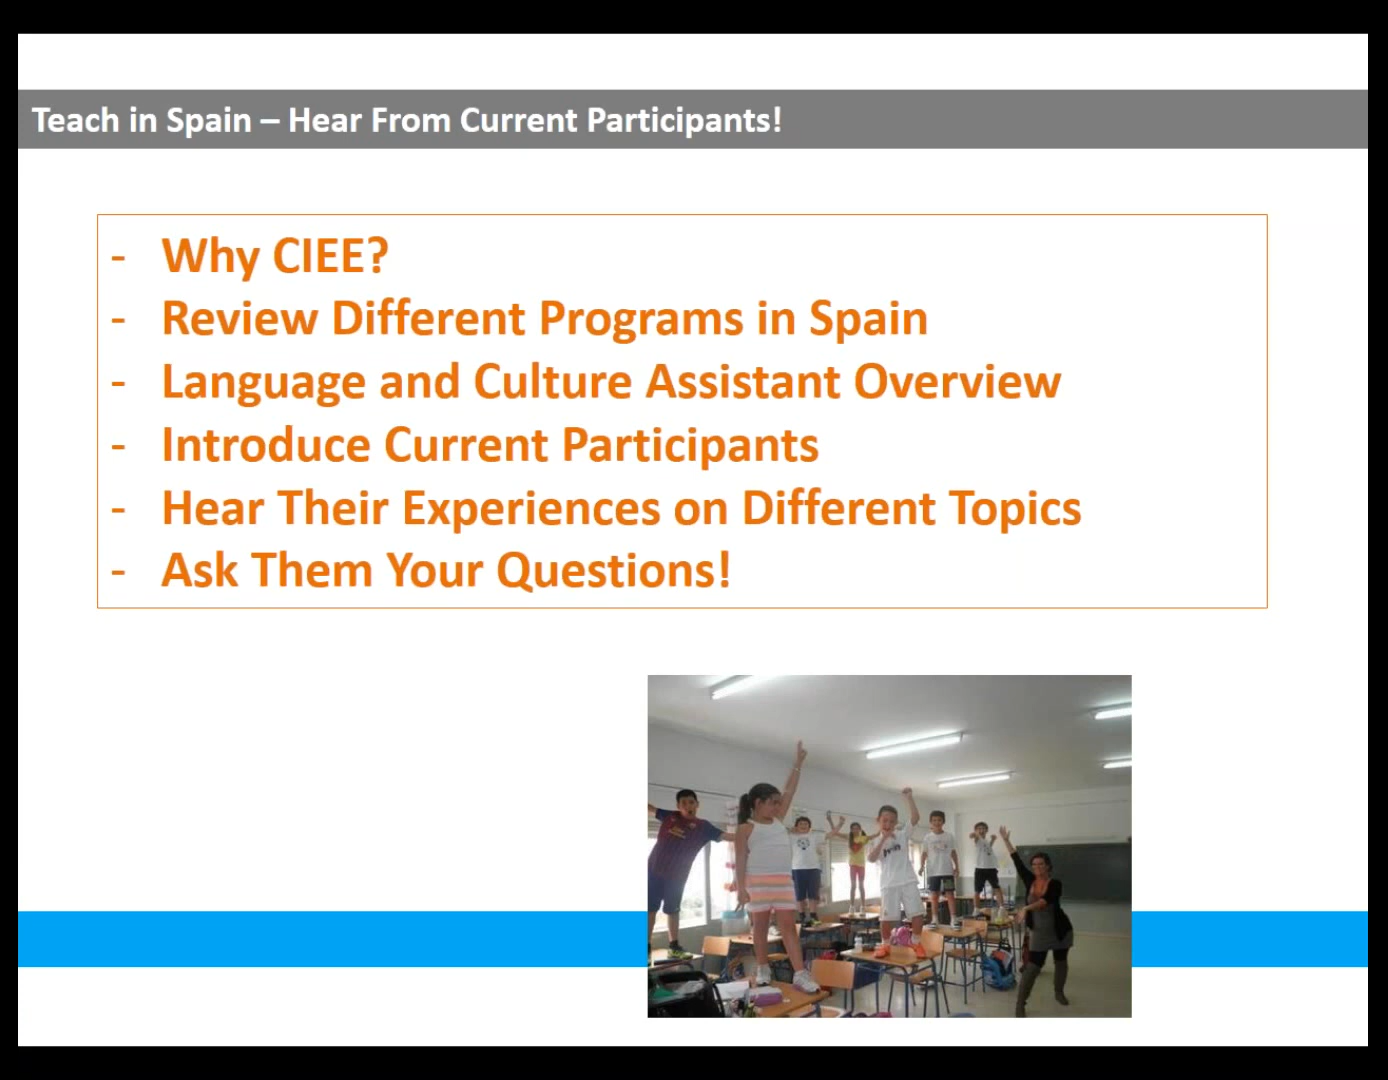 Teach in Spain – Hear From Current Participants!
- Why CIEE?
- Review Different Programs in Spain
- Language and Culture Assistant Overview
- Introduce Current Participants
- Hear Their Experiences on Different Topics
- Ask Them Your Questions!